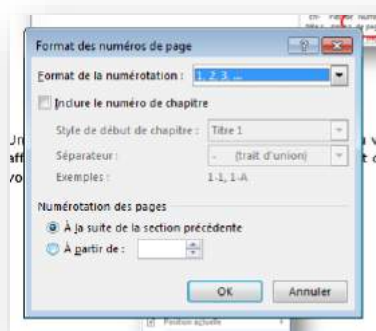 Format des numéros de page
Format de la numérotation : 1, 2, 3, ...
Inclure le numéro de chapitre
Style de début de chapitre : Titre 1
Séparateur : - (trait d'union)
Exemples : 1-1, 1-A
Numérotation des pages
À la suite de la section précédente
À partir de :
OK Annuler
Position actuelle